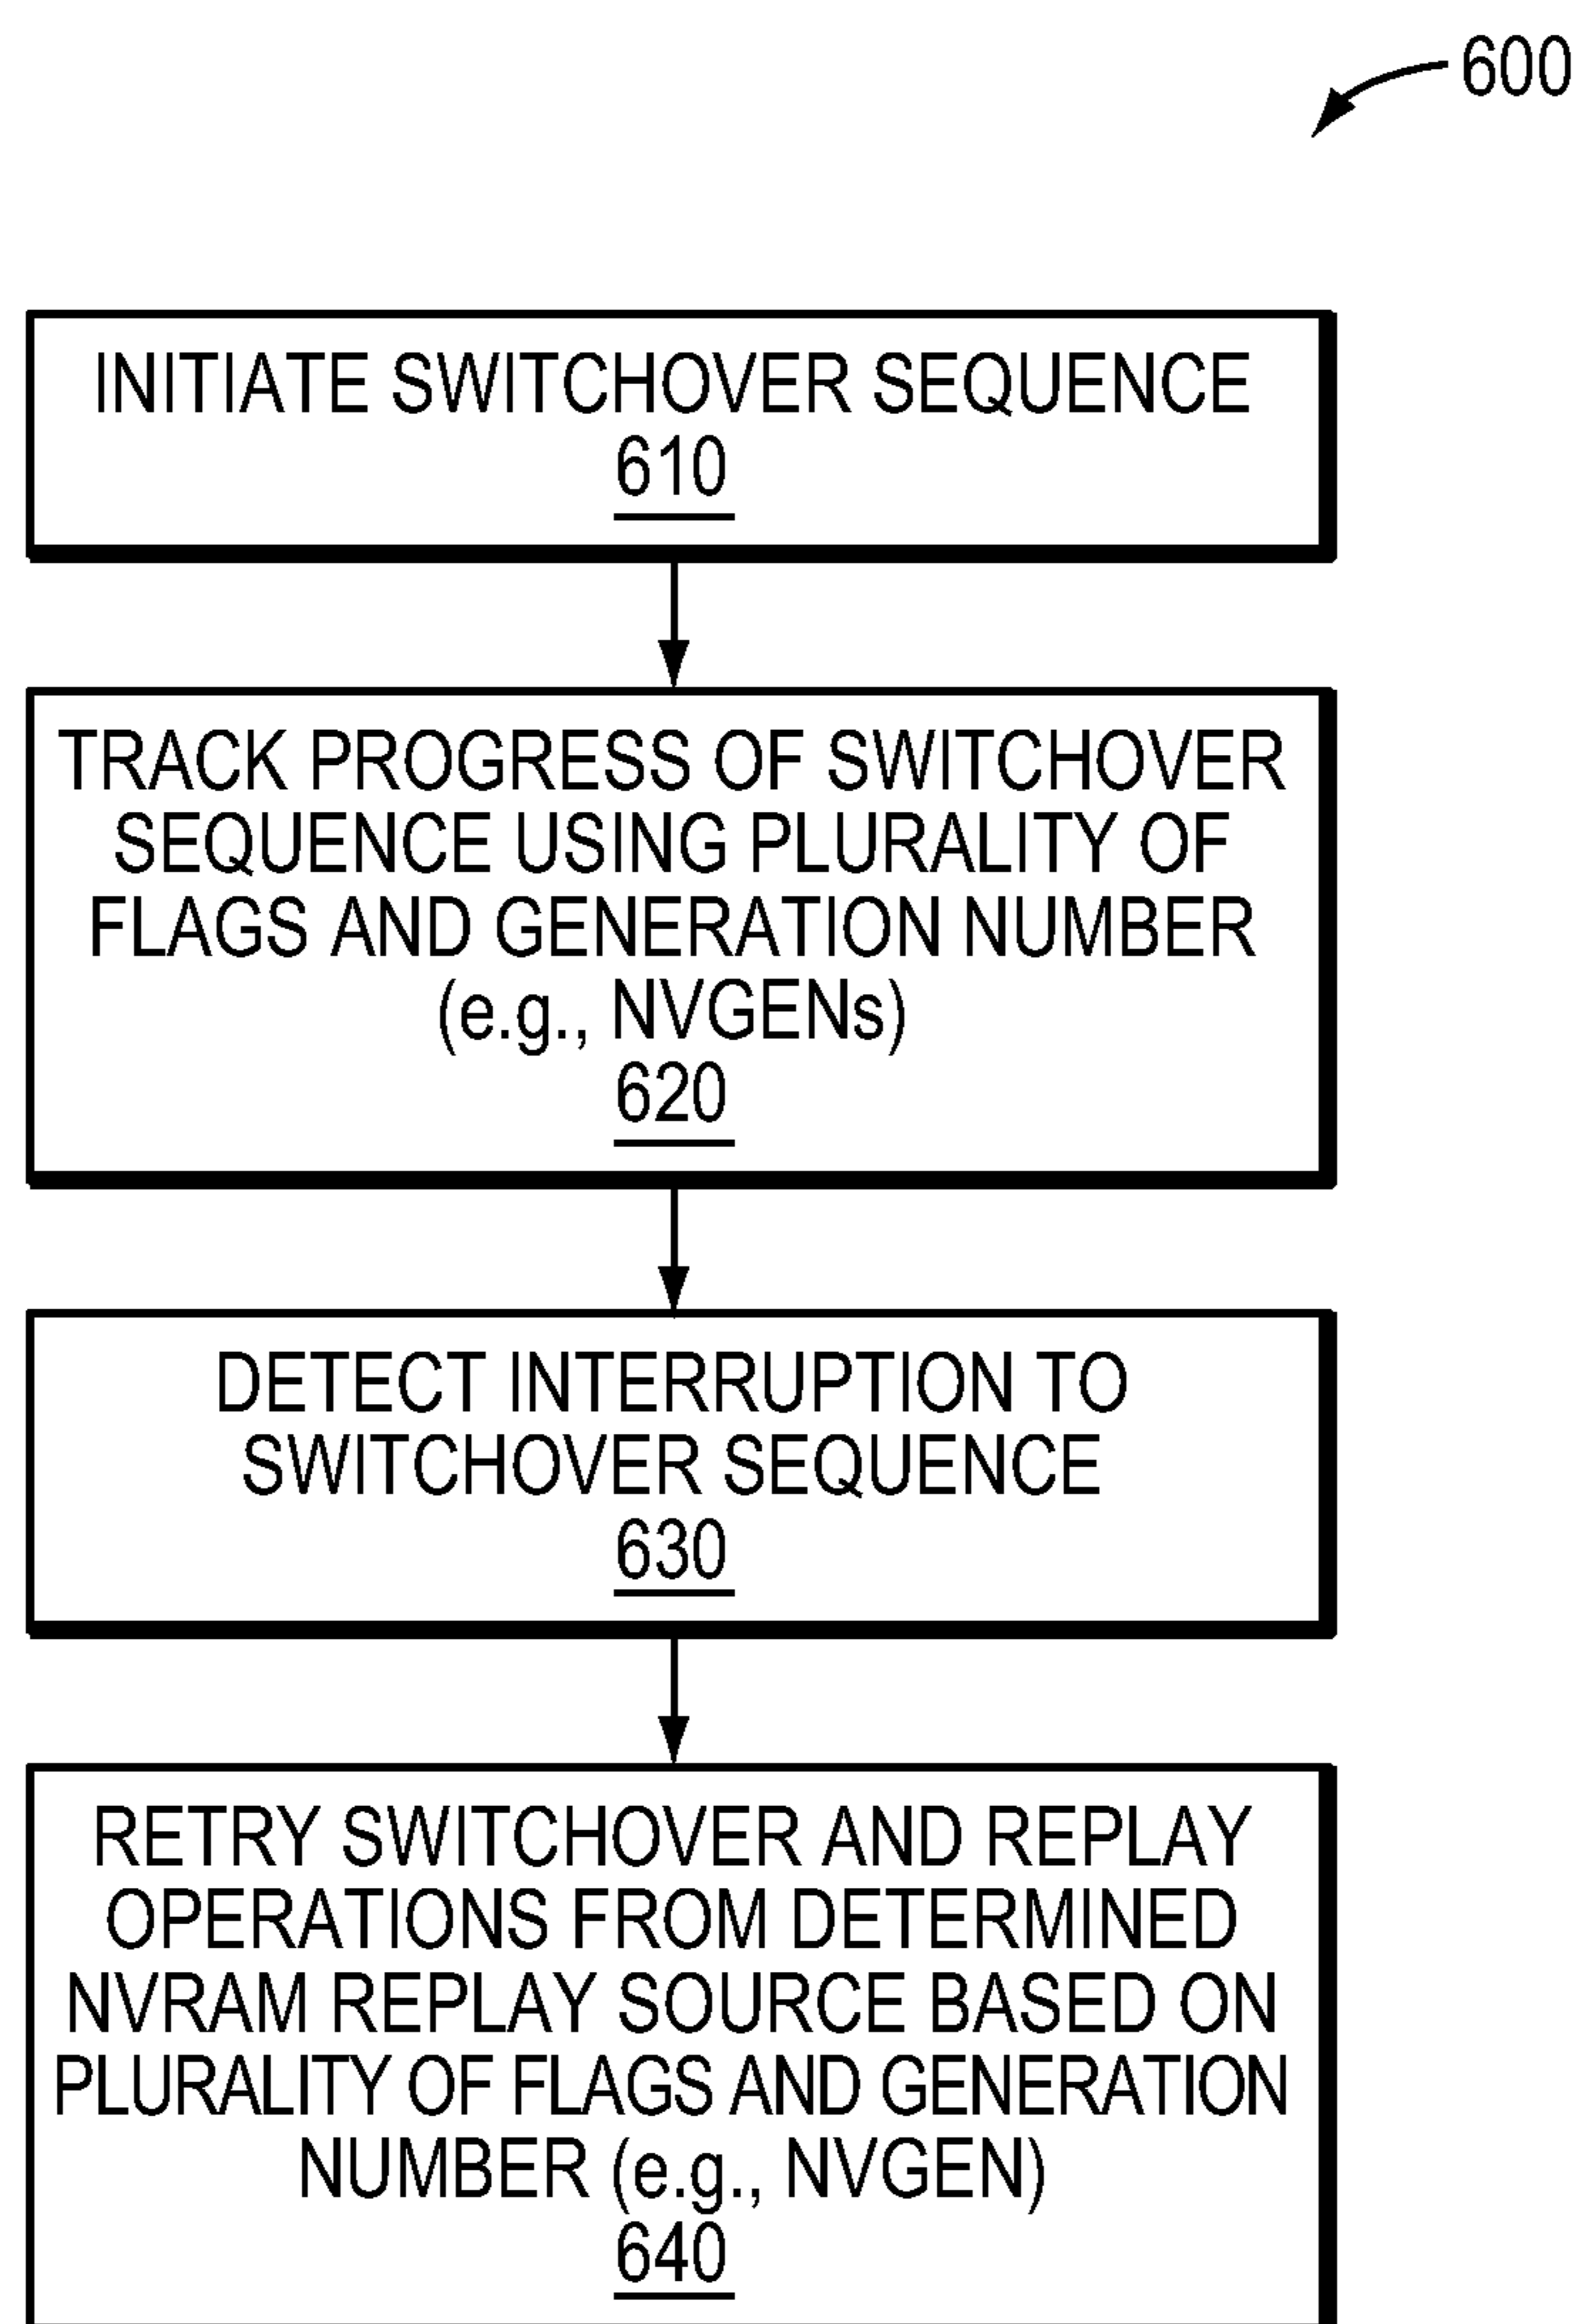 600
INITIATE SWITCHOVER SEQUENCE
610
TRACK PROGRESS OF SWITCHOVER
SEQUENCE USING PLURALITY OF
FLAGS AND GENERATION NUMBER
(e.g., NVGENs)
620
DETECT INTERRUPTION TO
SWITCHOVER SEQUENCE
630
RETRY SWITCHOVER AND REPLAY
OPERATIONS FROM DETERMINED
NVRAM REPLAY SOURCE BASED ON
PLURALITY OF FLAGS AND GENERATION
NUMBER (e.g., NVGEN)
640